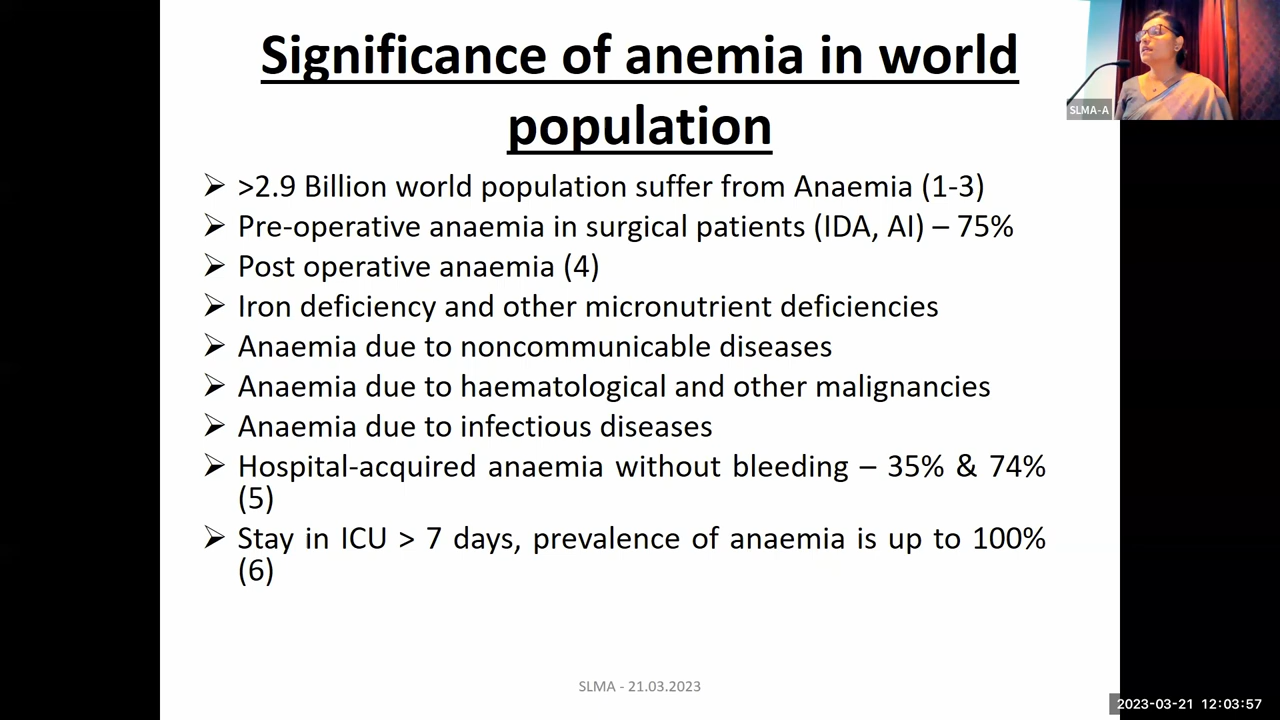 Significance of anemia in world
population
SLMA-A
➢ >2.9 Billion world population suffer from Anaemia (1-3)
➢ Pre-operative anaemia in surgical patients (IDA, AI) – 75%
➢ Post operative anaemia (4)
➢ Iron deficiency and other micronutrient deficiencies
➢ Anaemia due to noncommunicable diseases
➢ Anaemia due to haematological and other malignancies
➢ Anaemia due to infectious diseases
➢ Hospital-acquired anaemia without bleeding – 35% & 74%
(5)
➢ Stay in ICU > 7 days, prevalence of anaemia is up to 100%
(6)
SLMA - 21.03.2023
2023-03-21 12:03:57